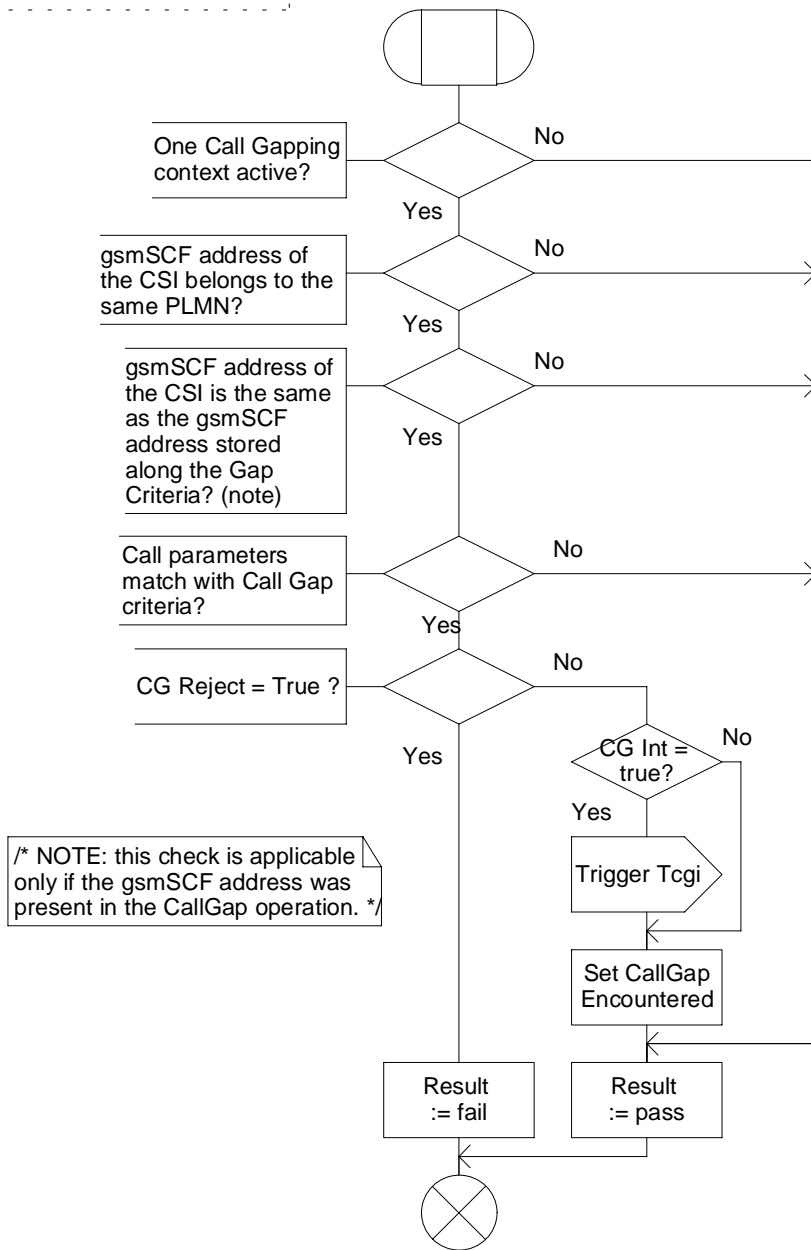 One Call Gapping
context active?
No
Yes
gsmSCF address of
the CSI belongs to the
same PLMN?
No
Yes
gsmSCF address of
the CSI is the same
as the gsmSCF
address stored
along the Gap
Criteria? (note)
No
Yes
Call parameters
match with Call Gap
criteria?
No
Yes
CG Reject = True ?
No
Yes
CG Int =
true?
No
Yes
/* NOTE: this check is applicable
only if the gsmSCF address was
present in the CallGap operation. */
Trigger Tcgi
Set CallGap
Encountered
Result
:= fail
Result
:= pass